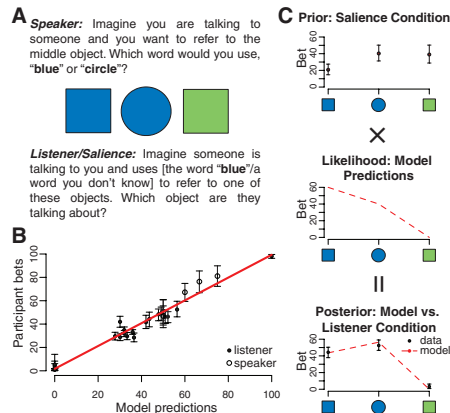 A
Speaker: Imagine you are talking to
someone and you want to refer to the
middle object. Which word would you use,
"blue" or "circle"?
Listener/Salience: Imagine someone is
talking to you and uses [the word "blue"/a
word you don't know] to refer to one of
these objects. Which object are they
talking about?
B
Participant bets
100
80
60
40
20
0
0 20 40 60 80 100
Model predictions
listener
speaker
C
Prior: Salience Condition
Bet
0 20 40 60
×
Likelihood: Model
Predictions
Bet
0 20 40 60
=
Posterior: Model vs.
Listener Condition
Bet
0 20 40 60
data
model